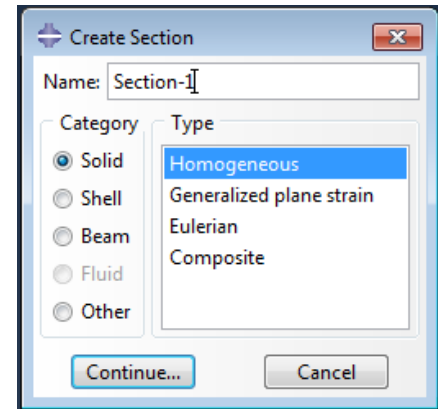 Create Section
Name: Section-1
Category
Type
Solid
Shell
Beam
Fluid
Other
Homogeneous
Generalized plane strain
Eulerian
Composite
Continue...
Cancel